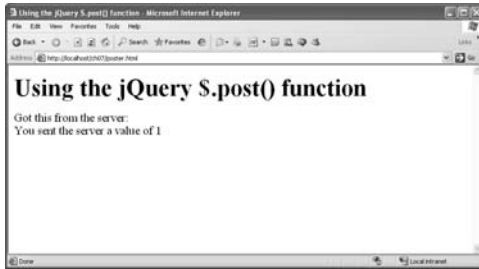 Using the jQuery $.post() function - Microsoft Internet Explorer
File Edit View Favorites Tools Help
Back Search Favorites
Address http://localhost/ch07/poster.html Go Links
Using the jQuery $.post() function
Got this from the server:
You sent the server a value of 1
Done Local intranet